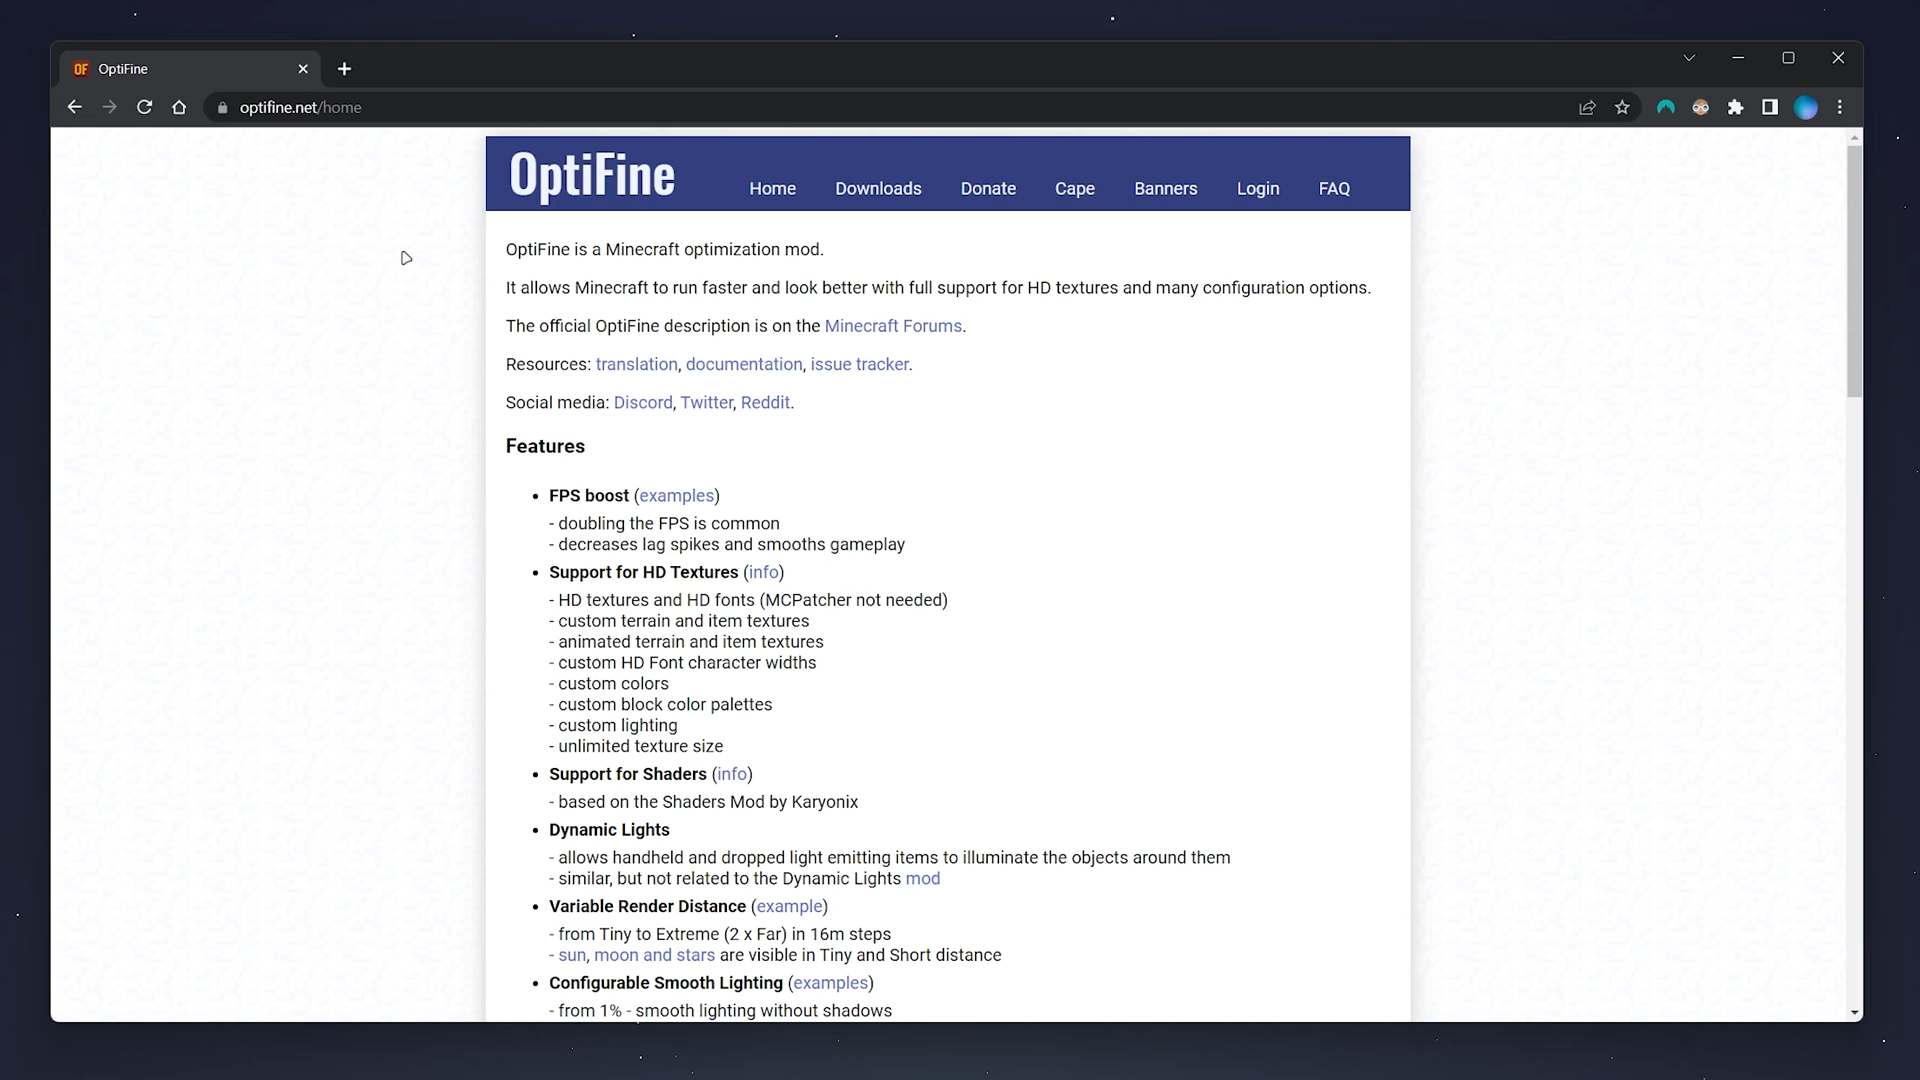 OF OptiFine
optifine.net/home
OptiFine Home Downloads Donate Cape Banners Login FAQ
OptiFine is a Minecraft optimization mod.
It allows Minecraft to run faster and look better with full support for HD textures and many configuration options.
The official OptiFine description is on the Minecraft Forums.
Resources: translation, documentation, issue tracker.
Social media: Discord, Twitter, Reddit.
Features
• FPS boost (examples)
- doubling the FPS is common
- decreases lag spikes and smooths gameplay
• Support for HD Textures (info)
- HD textures and HD fonts (MCPatcher not needed)
- custom terrain and item textures
- animated terrain and item textures
- custom HD Font character widths
- custom colors
- custom block color palettes
- custom lighting
- unlimited texture size
• Support for Shaders (info)
- based on the Shaders Mod by Karyonix
• Dynamic Lights
- allows handheld and dropped light emitting items to illuminate the objects around them
- similar, but not related to the Dynamic Lights mod
• Variable Render Distance (example)
- from Tiny to Extreme (2 x Far) in 16m steps
- sun, moon and stars are visible in Tiny and Short distance
• Configurable Smooth Lighting (examples)
- from 1% - smooth lighting without shadows